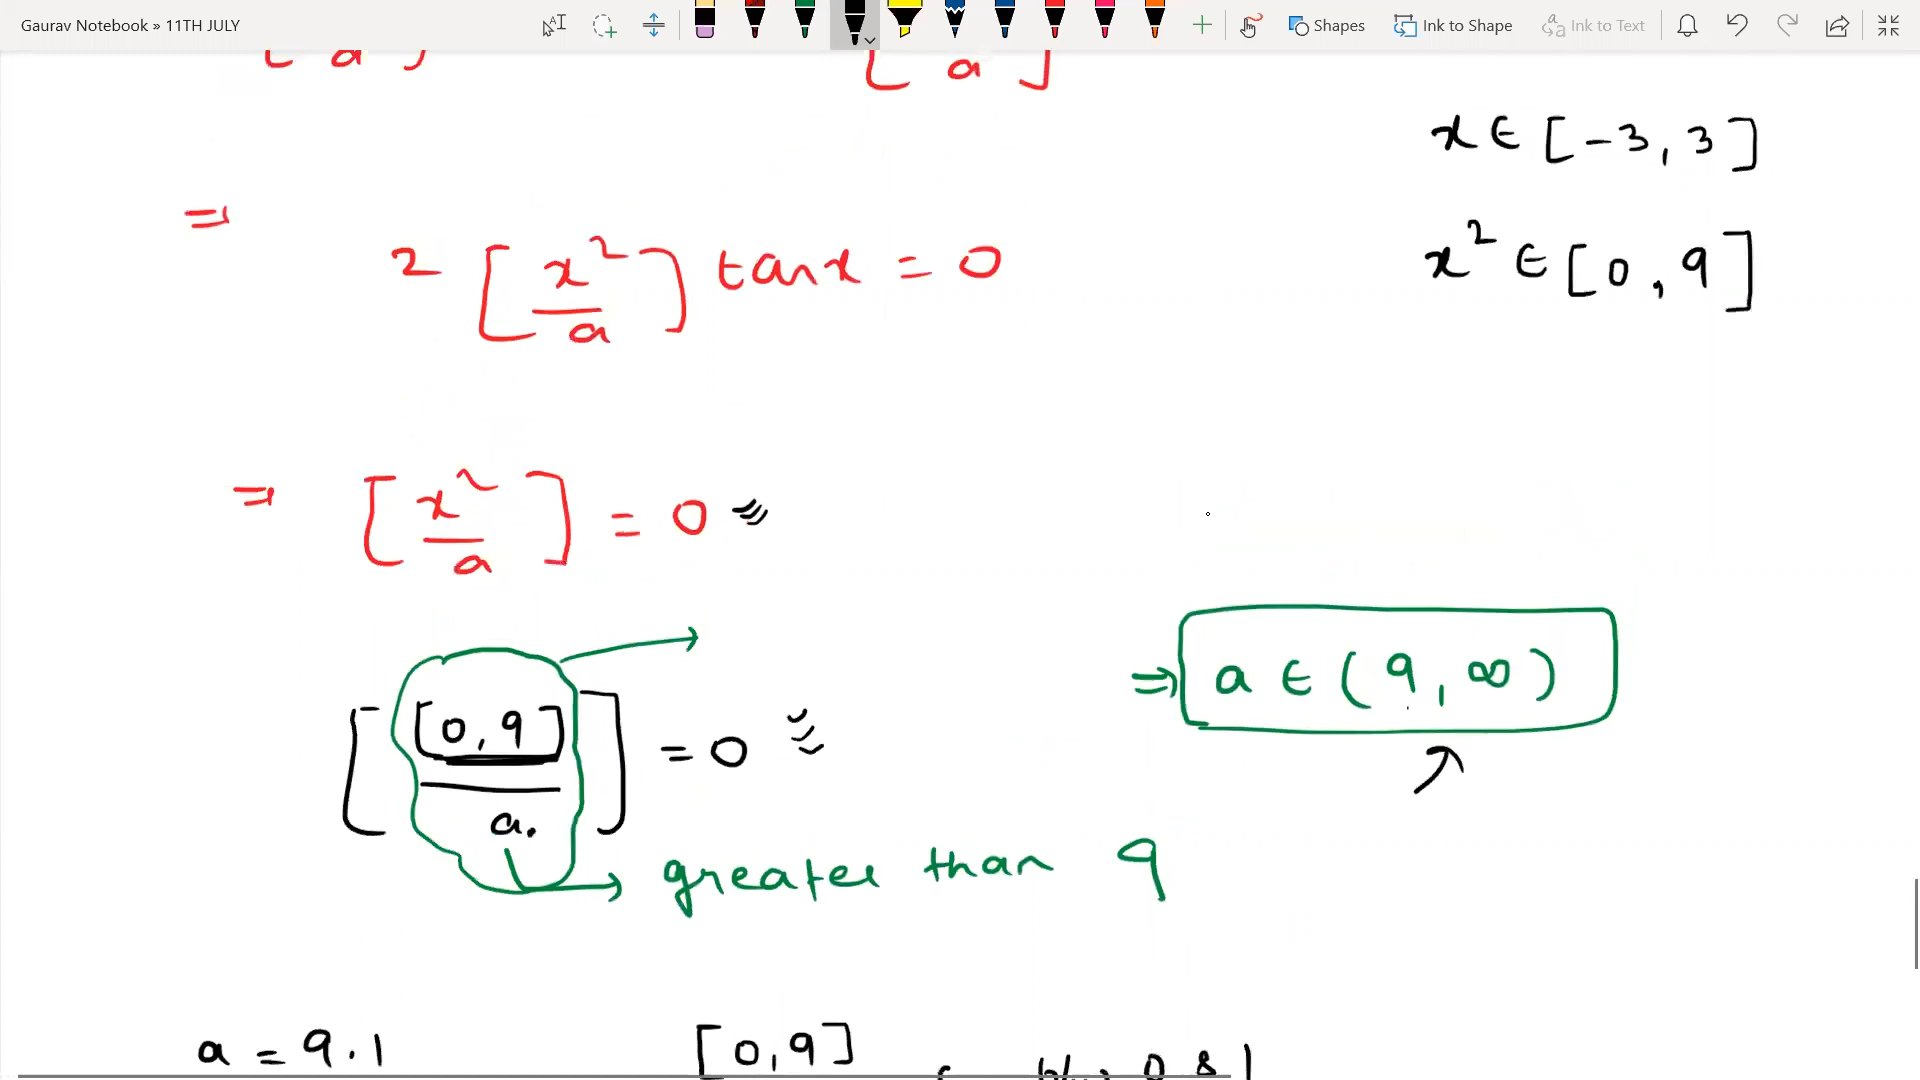 Gaurav Notebook » 11TH JULY
Shapes
Ink to Shape
Ink to Text
[ a ]
[ a ]
x ∈ [-3, 3]
x² ∈ [0, 9]
⇒ 2 [x²/a] tan x = 0
⇒ [x²/a] = 0
[[0, 9]/a.] = 0
⇒ a ∈ (9, ∞)
greater than 9
a = 9.1
[0, 9]